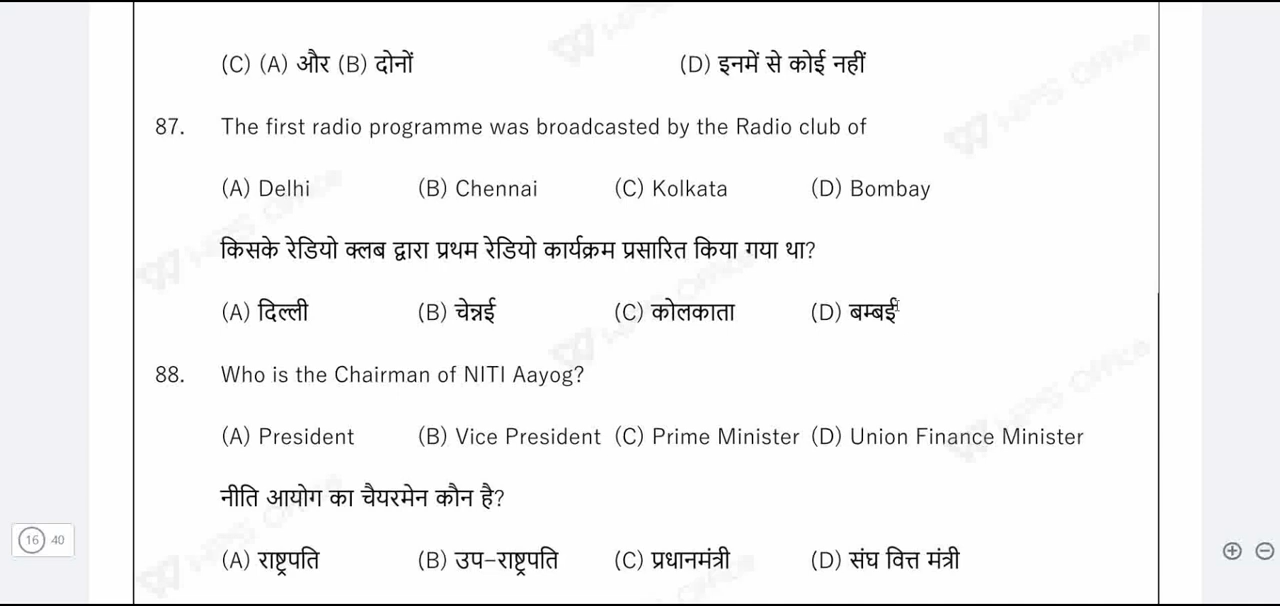 (C) (A) और (B) दोनों (D) इनमें से कोई नहीं
87. The first radio programme was broadcasted by the Radio club of
(A) Delhi (B) Chennai (C) Kolkata (D) Bombay
किसके रेडियो क्लब द्वारा प्रथम रेडियो कार्यक्रम प्रसारित किया गया था?
(A) दिल्ली (B) चेन्नई (C) कोलकाता (D) बम्बई
88. Who is the Chairman of NITI Aayog?
(A) President (B) Vice President (C) Prime Minister (D) Union Finance Minister
नीति आयोग का चैयरमेन कौन है?
16 40
(A) राष्ट्रपति (B) उप-राष्ट्रपति (C) प्रधानमंत्री (D) संघ वित्त मंत्री